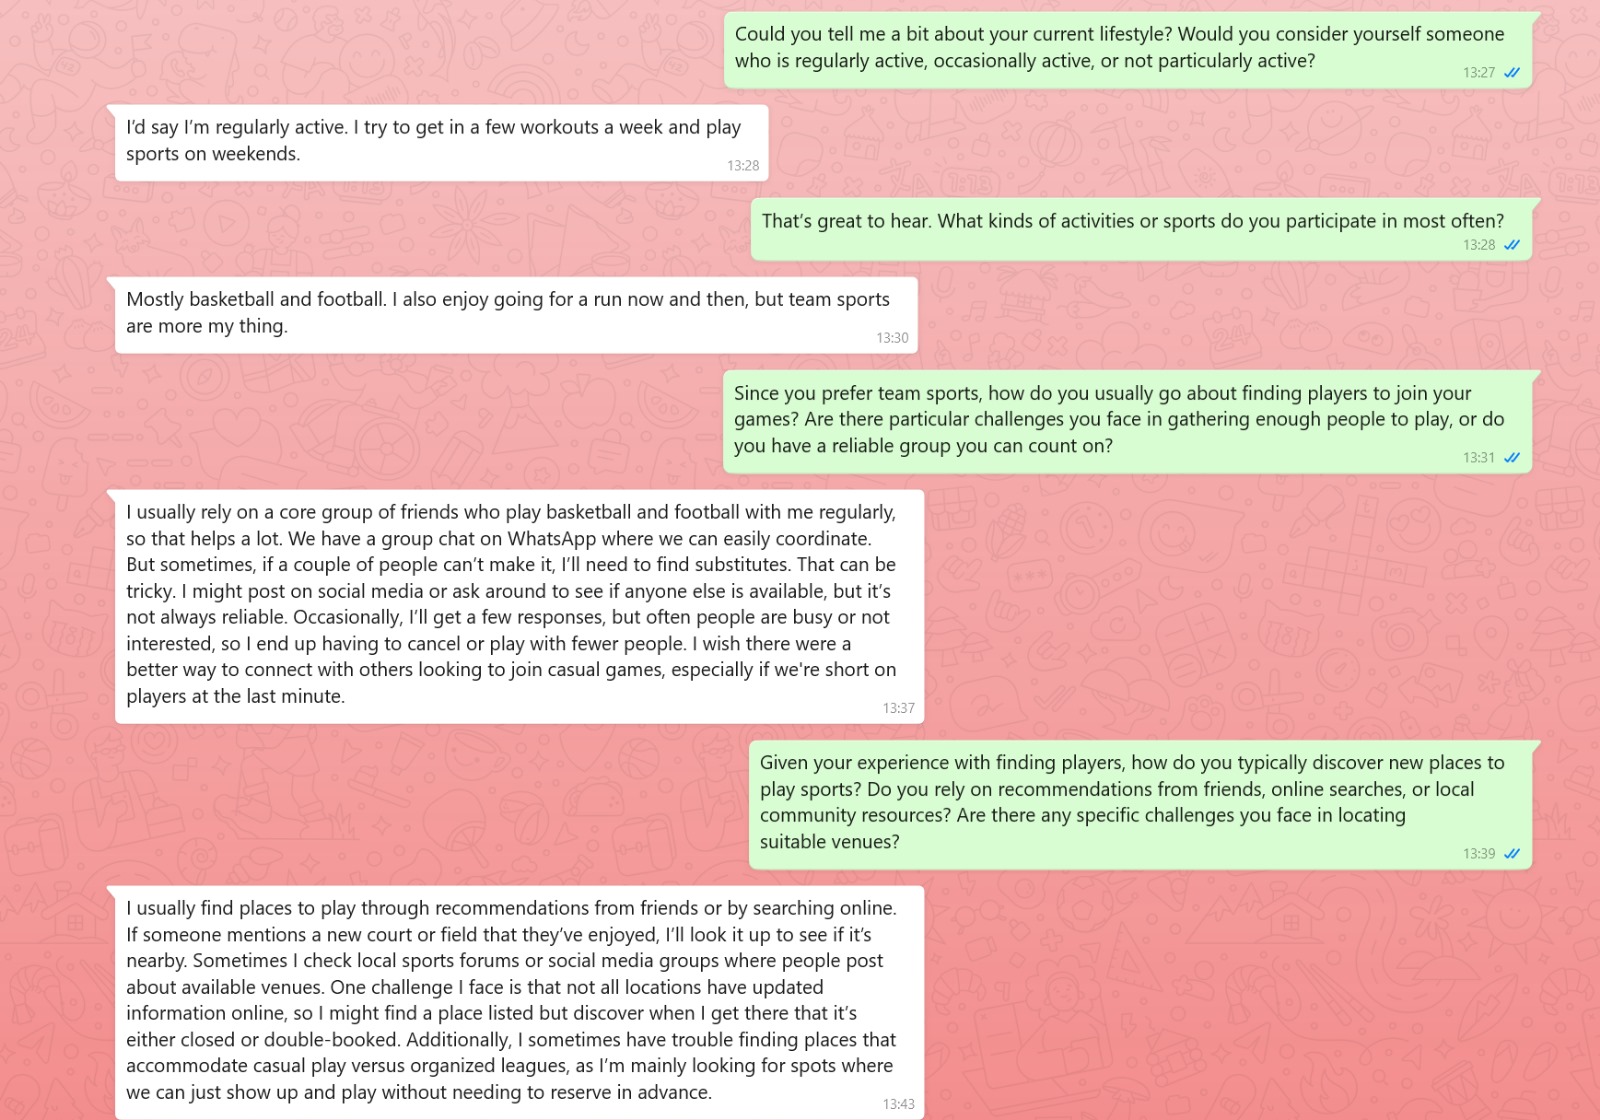 Could you tell me a bit about your current lifestyle? Would you consider yourself someone
who is regularly active, occasionally active, or not particularly active?
13:27
I’d say I’m regularly active. I try to get in a few workouts a week and play
sports on weekends.
13:28
That’s great to hear. What kinds of activities or sports do you participate in most often?
13:28
Mostly basketball and football. I also enjoy going for a run now and then, but team sports
are more my thing.
13:30
Since you prefer team sports, how do you usually go about finding players to join your
games? Are there particular challenges you face in gathering enough people to play, or do
you have a reliable group you can count on?
13:31
I usually rely on a core group of friends who play basketball and football with me regularly,
so that helps a lot. We have a group chat on WhatsApp where we can easily coordinate.
But sometimes, if a couple of people can’t make it, I’ll need to find substitutes. That can be
tricky. I might post on social media or ask around to see if anyone else is available, but it’s
not always reliable. Occasionally, I’ll get a few responses, but often people are busy or not
interested, so I end up having to cancel or play with fewer people. I wish there were a
better way to connect with others looking to join casual games, especially if we're short on
players at the last minute.
13:37
Given your experience with finding players, how do you typically discover new places to
play sports? Do you rely on recommendations from friends, online searches, or local
community resources? Are there any specific challenges you face in locating
suitable venues?
13:39
I usually find places to play through recommendations from friends or by searching online.
If someone mentions a new court or field that they’ve enjoyed, I’ll look it up to see if it’s
nearby. Sometimes I check local sports forums or social media groups where people post
about available venues. One challenge I face is that not all locations have updated
information online, so I might find a place listed but discover when I get there that it’s
either closed or double-booked. Additionally, I sometimes have trouble finding places that
accommodate casual play versus organized leagues, as I’m mainly looking for spots where
we can just show up and play without needing to reserve in advance.
13:43